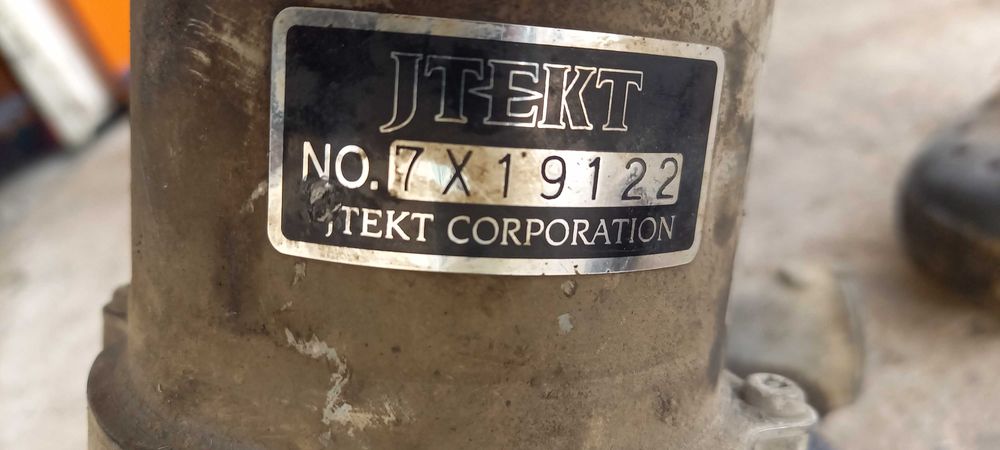 JTEKT
NO. 7X19122
JTEKT CORPORATION